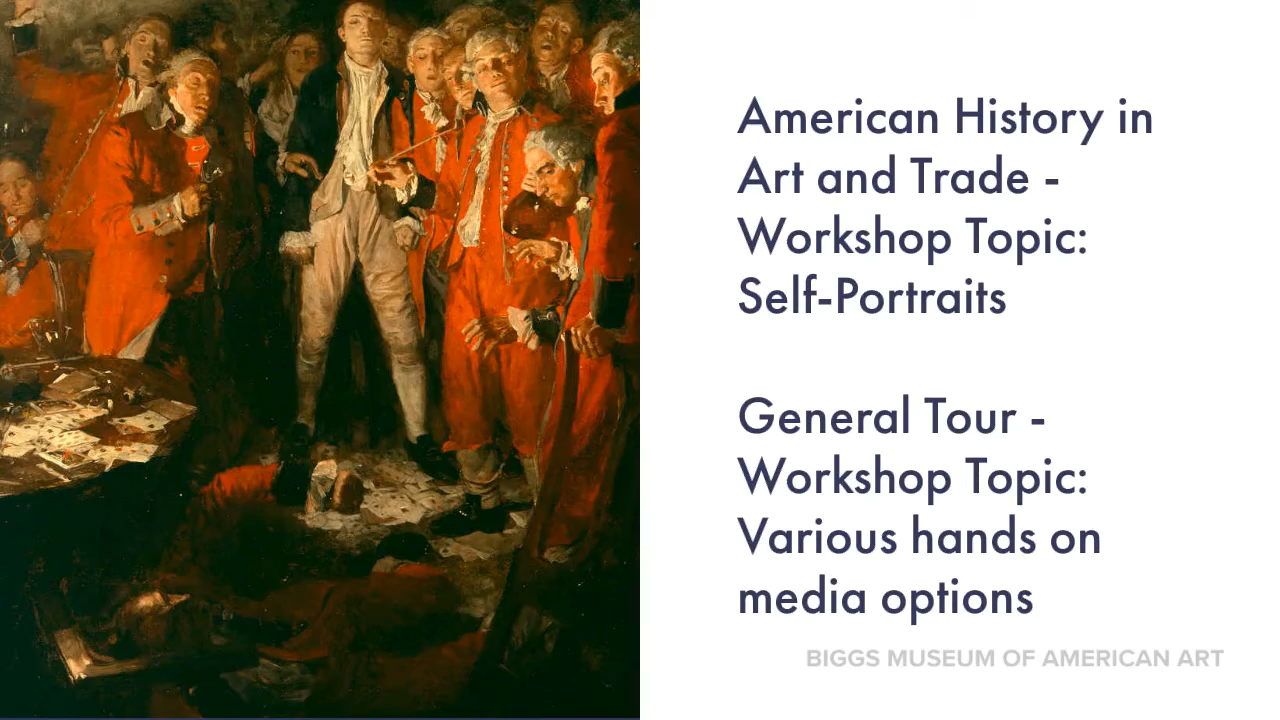 American History in
Art and Trade -
Workshop Topic:
Self-Portraits
General Tour -
Workshop Topic:
Various hands on
media options
BIGGS MUSEUM OF AMERICAN ART